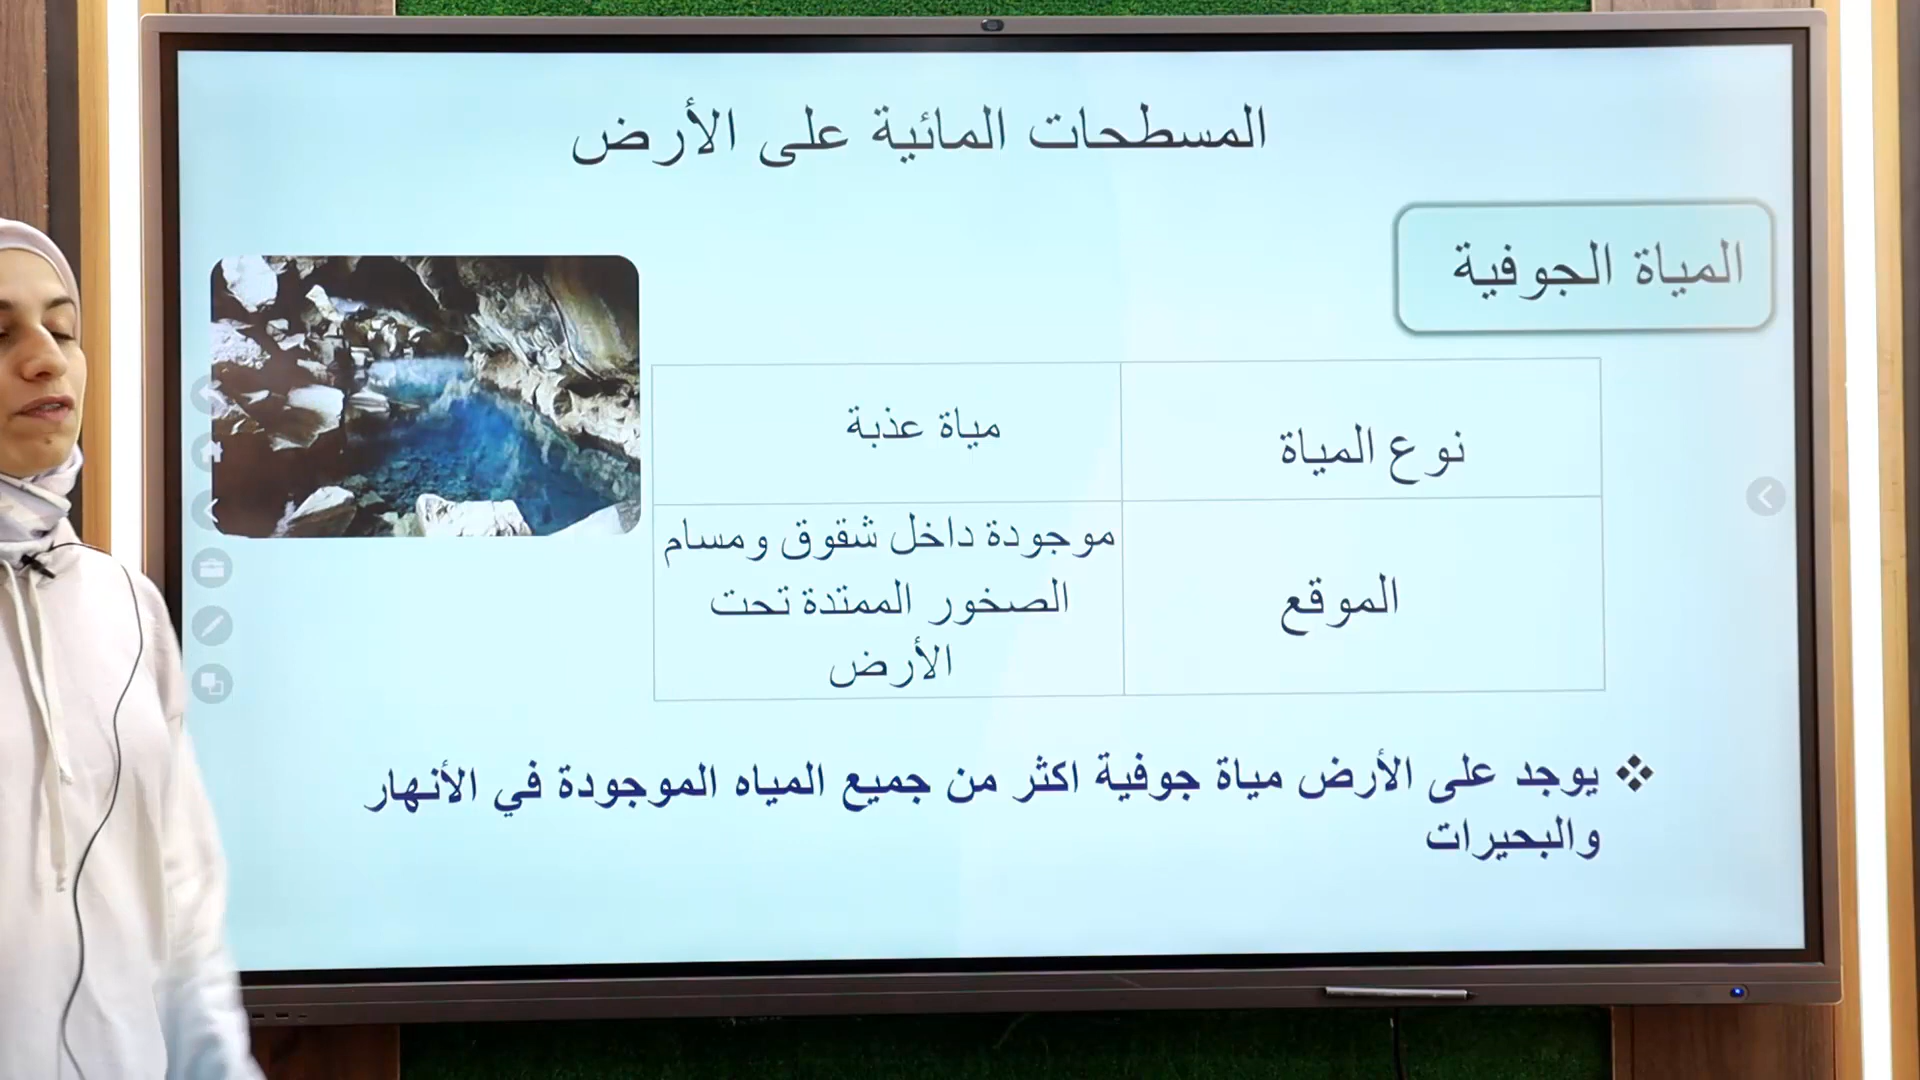 المسطحات المائية على الأرض
المياة الجوفية
نوع المياة
مياة عذبة
الموقع
موجودة داخل شقوق ومسام
الصخور الممتدة تحت
الأرض
❖ يوجد على الأرض مياة جوفية اكثر من جميع المياه الموجودة في الأنهار
والبحيرات